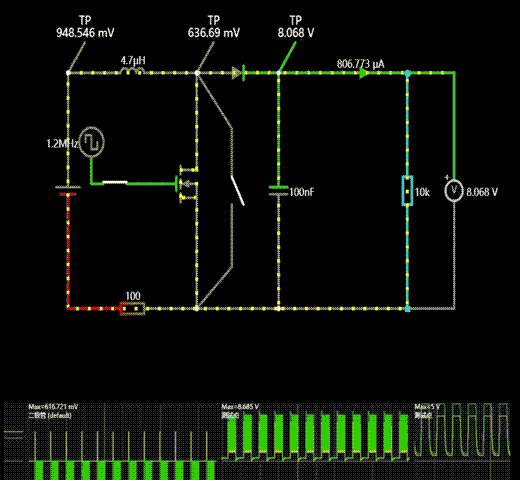 TP
948.546 mV
TP
636.69 mV
TP
8.068 V
4.7μH
806.773 μA
1.2MHz
100nF
10k
+
V
8.068 V
100
Max=616.721 mV
二极管 (default)
Max=8.685 V
测试点
Max=5 V
测试点